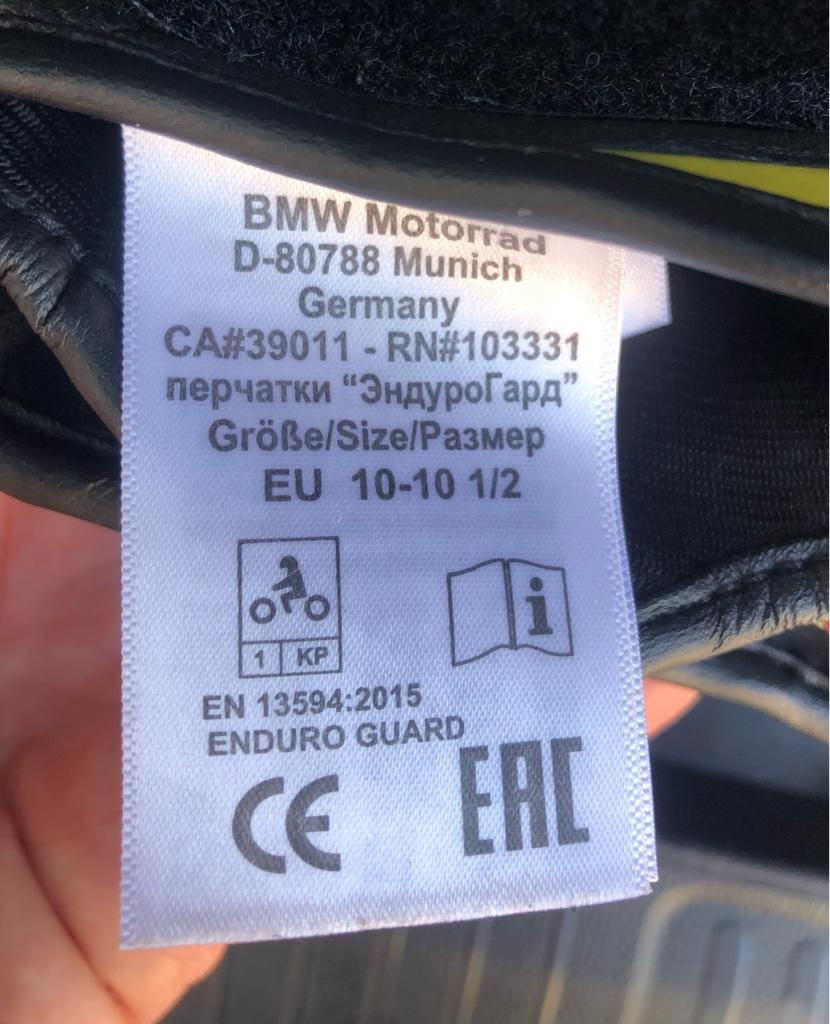 BMW Motorrad
D-80788 Munich
Germany
CA#39011 - RN#103331
перчатки “ЭндуроГард”
Größe/Size/Размер
EU 10-10 1/2
1 KP
i
EN 13594:2015
ENDURO GUARD
CE EAC